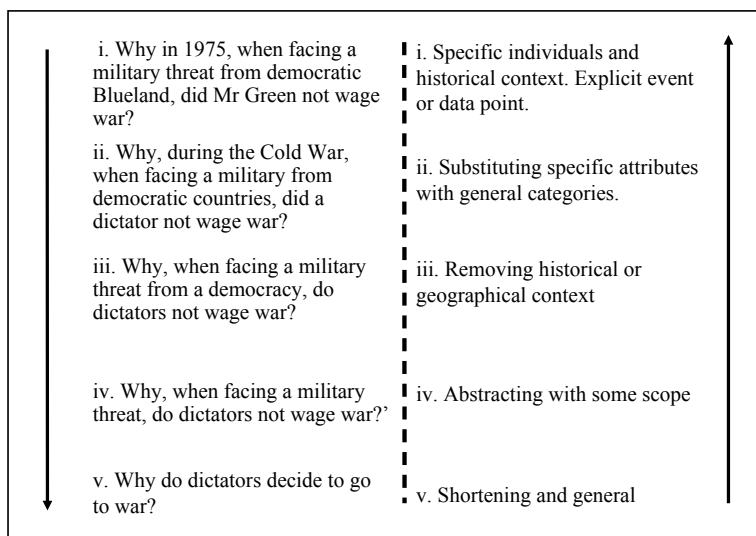 i. Why in 1975, when facing a
military threat from democratic
Blueland, did Mr Green not wage
war?
ii. Why, during the Cold War,
when facing a military from
democratic countries, did a
dictator not wage war?
iii. Why, when facing a military
threat from a democracy, do
dictators not wage war?
iv. Why, when facing a military
threat, do dictators not wage war?’
v. Why do dictators decide to go
to war?
i. Specific individuals and
historical context. Explicit event
or data point.
ii. Substituting specific attributes
with general categories.
iii. Removing historical or
geographical context
iv. Abstracting with some scope
v. Shortening and general